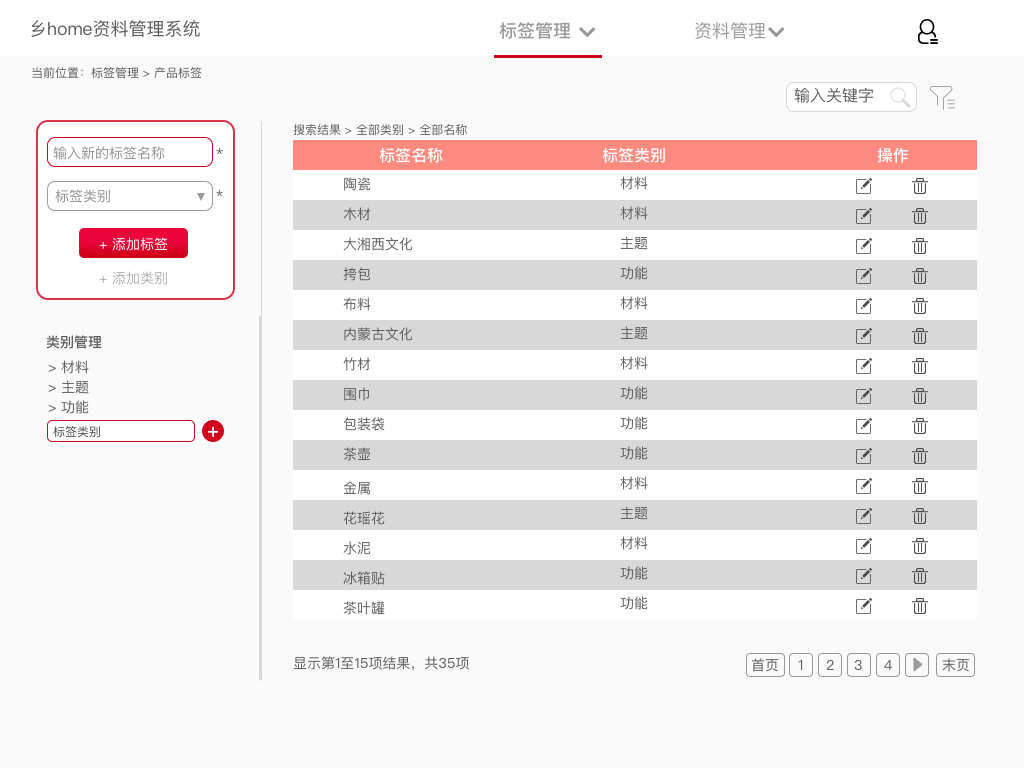 乡home资料管理系统 标签管理 资料管理
当前位置：标签管理 > 产品标签
输入关键字
输入新的标签名称 *
标签类别 ▼ *
+ 添加标签
+ 添加类别
类别管理
> 材料
> 主题
> 功能
标签类别 +
搜索结果 > 全部类别 > 全部名称
标签名称 标签类别 操作
陶瓷 材料
木材 材料
大湘西文化 主题
挎包 功能
布料 材料
内蒙古文化 主题
竹材 材料
围巾 功能
包装袋 功能
茶壶 功能
金属 材料
花瑶花 主题
水泥 材料
冰箱贴 功能
茶叶罐 功能
显示第1至15项结果，共35项 首页 1 2 3 4 末页